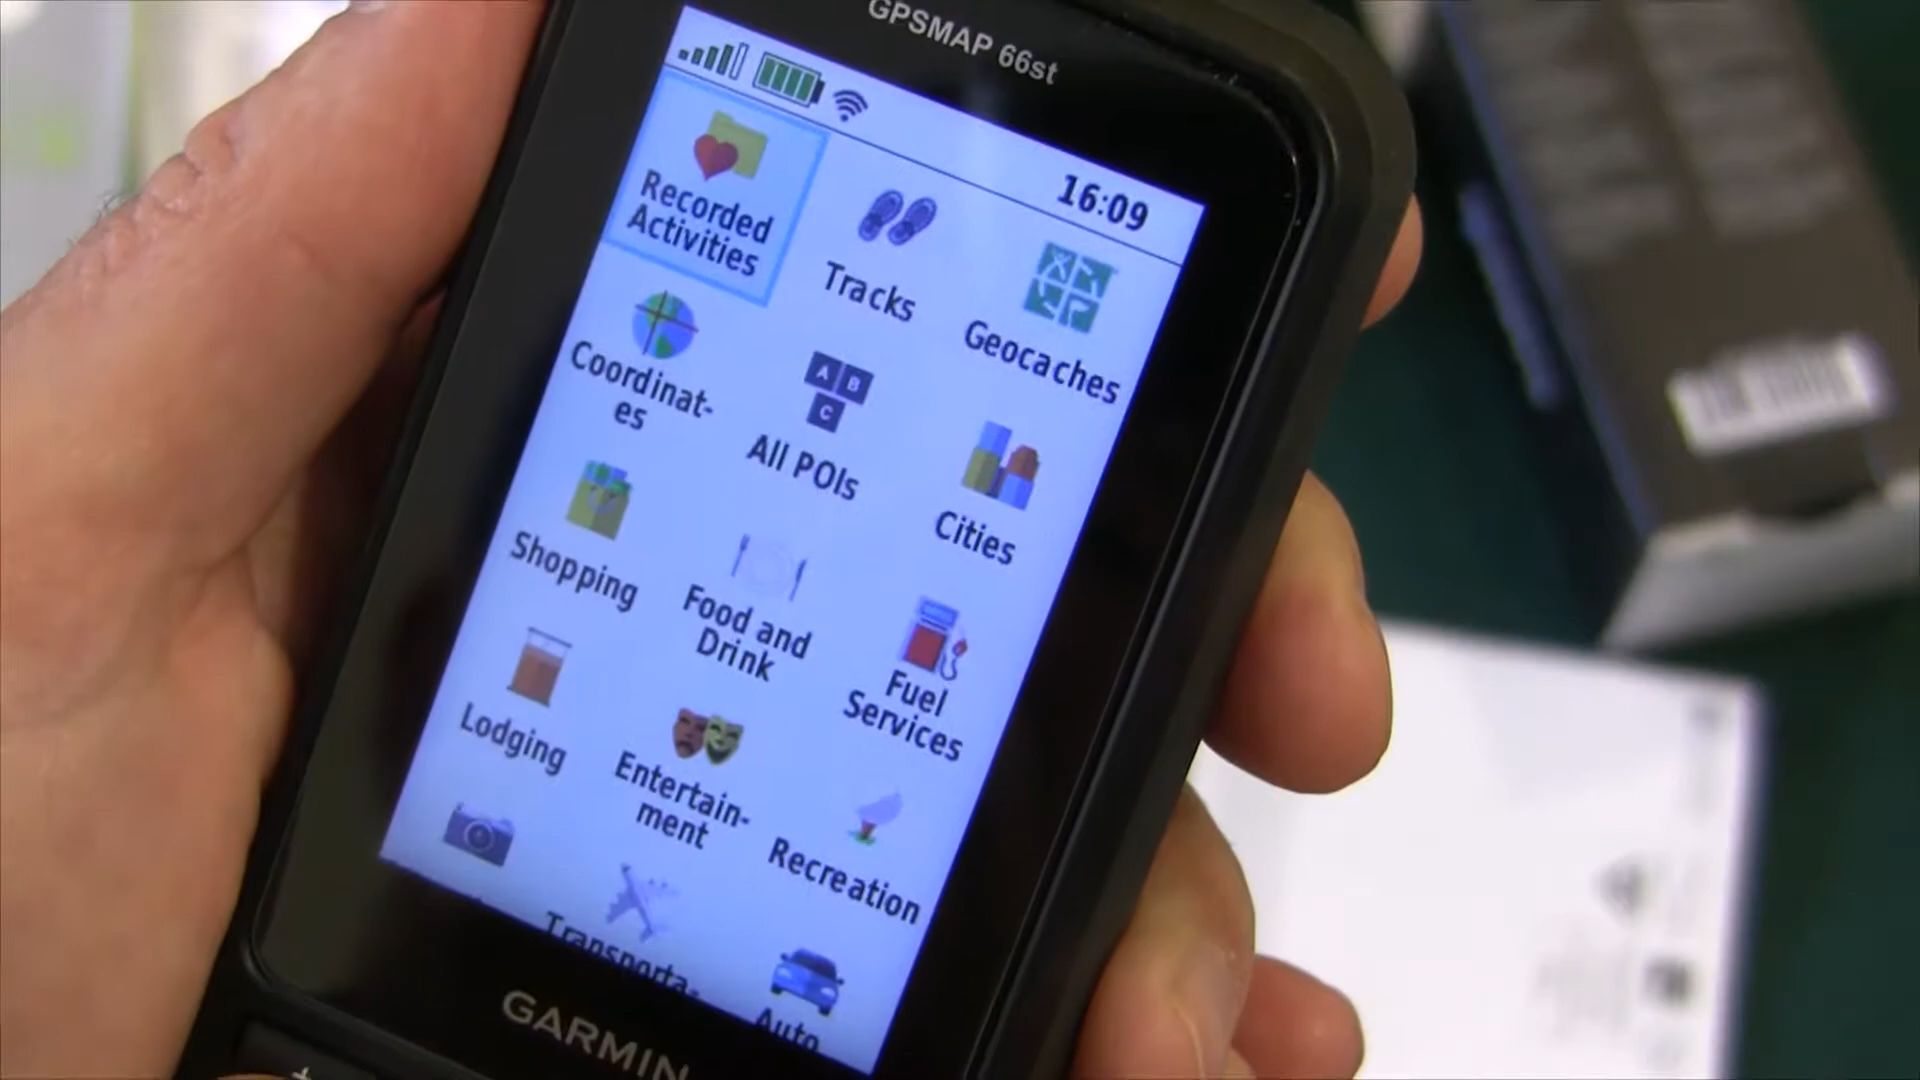 GPSMAP 66st
16:09
Recorded
Activities
Tracks
Geocaches
Coordinat-
es
All POIs
A B
C
Cities
Shopping
Food and
Drink
Fuel
Services
Lodging
Entertain-
ment
Recreation
Transporta-
Auto
GARMIN